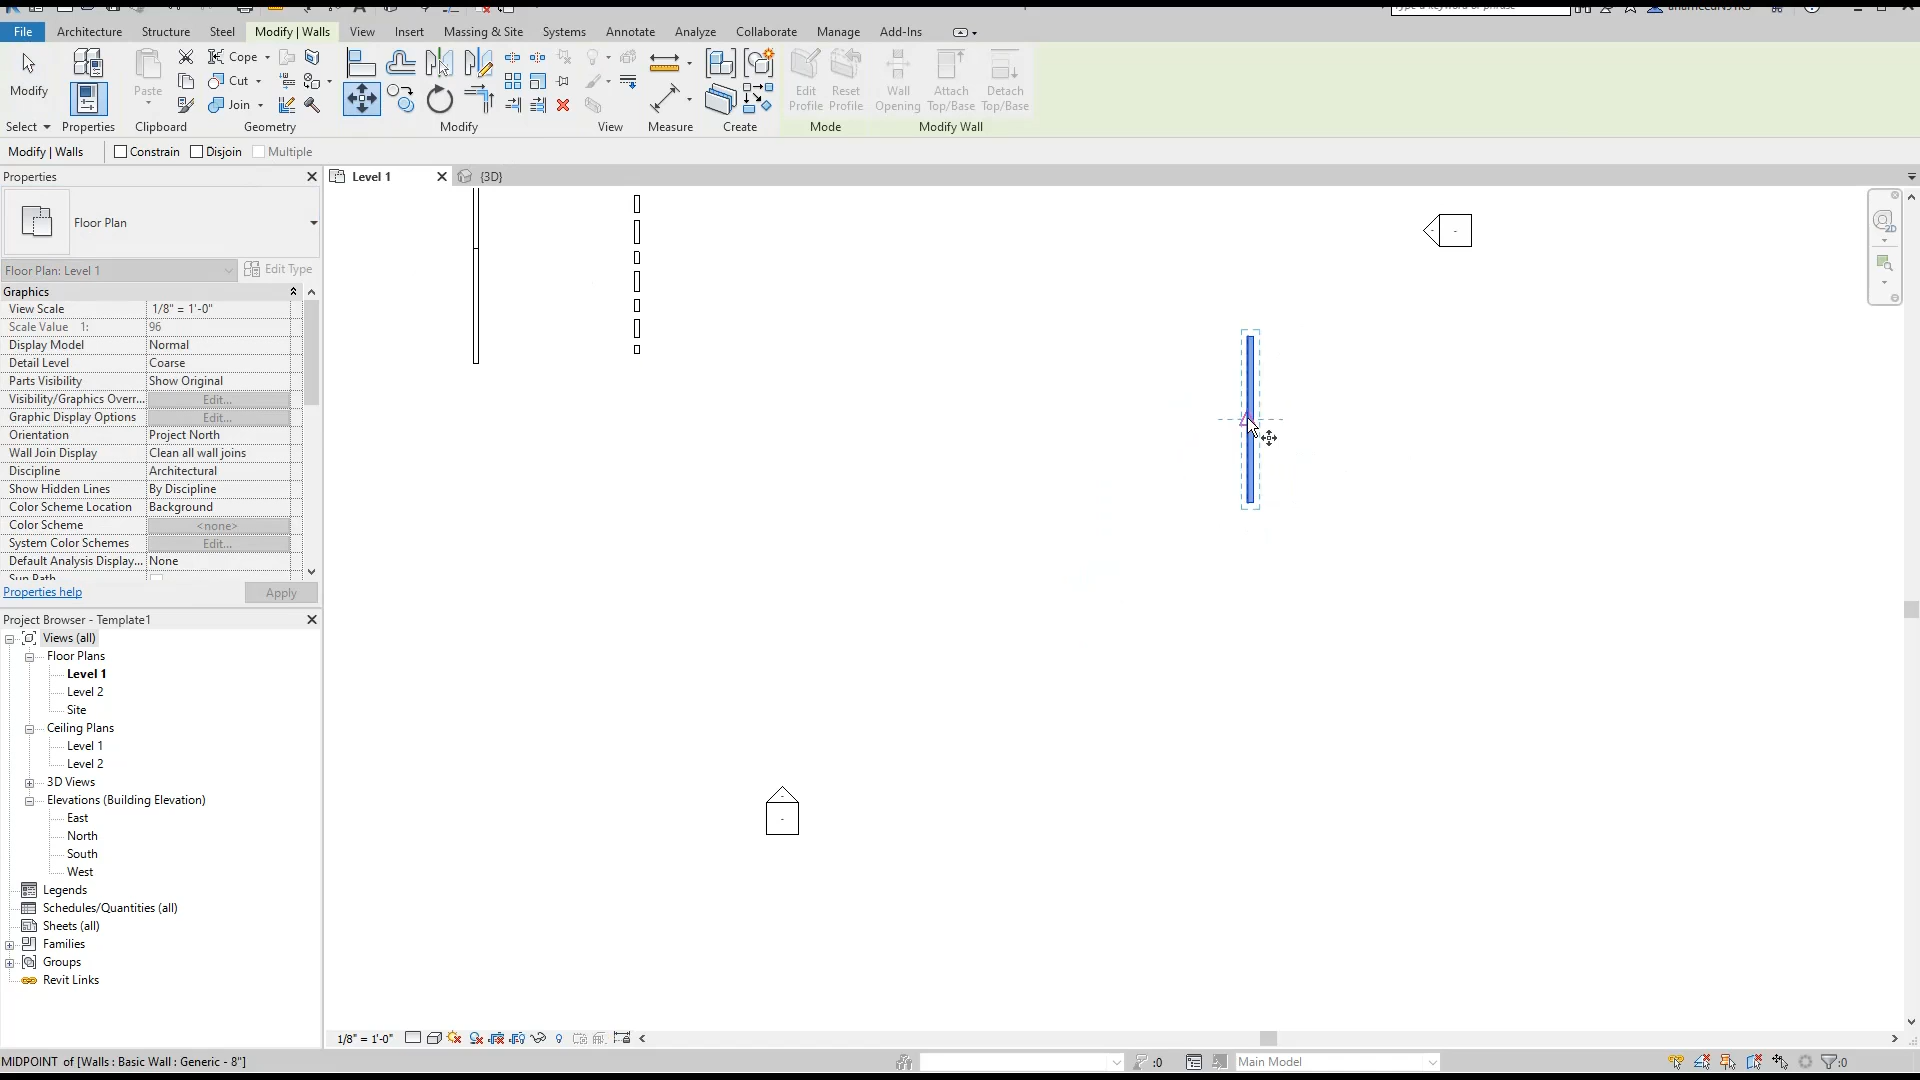 File Architecture Structure Steel Modify | Walls View Insert Massing & Site Systems Annotate Analyze Collaborate Manage Add-Ins
Modify
Paste
Cope
Cut
Join
Edit Profile
Reset Profile
Wall Opening
Attach Top/Base
Detach Top/Base
Select Properties Clipboard Geometry Modify View Measure Create Mode Modify Wall
Modify | Walls Constrain Disjoin Multiple
Properties
Level 1 {3D}
Floor Plan
Floor Plan: Level 1 Edit Type
Graphics
View Scale 1/8" = 1'-0"
Scale Value 1: 96
Display Model Normal
Detail Level Coarse
Parts Visibility Show Original
Visibility/Graphics Overr... Edit...
Graphic Display Options Edit...
Orientation Project North
Wall Join Display Clean all wall joins
Discipline Architectural
Show Hidden Lines By Discipline
Color Scheme Location Background
Color Scheme <none>
System Color Schemes Edit...
Default Analysis Display... None
Sun Path
Properties help Apply
Project Browser - Template1
Views (all)
Floor Plans
Level 1
Level 2
Site
Ceiling Plans
Level 1
Level 2
3D Views
Elevations (Building Elevation)
East
North
South
West
Legends
Schedules/Quantities (all)
Sheets (all)
Families
Groups
Revit Links
1/8" = 1'-0"
MIDPOINT of [Walls : Basic Wall : Generic - 8"] :0 Main Model :0
2D